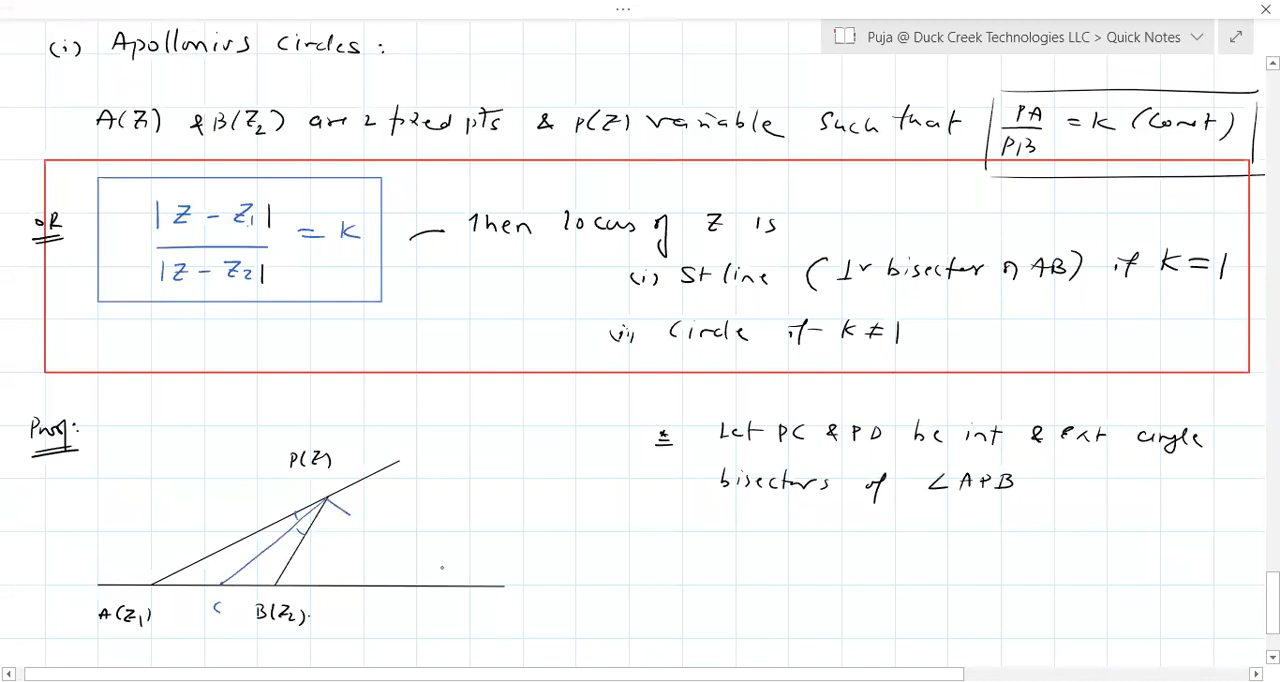 ...
Puja @ Duck Creek Technologies LLC > Quick Notes
(i) Apollonius Circles :
A(Z1) & B(Z2) are 2 fixed pts & P(Z) variable such that PA/PB = K (const)
OR |Z - Z1| / |Z - Z2| = K — Then locus of Z is
(i) St line (Ir bisector of AB) if K = 1
(ii) Circle if K ≠ 1
Proof:
* Let PC & PD be int & ext angle
bisectors of ∠APB
P(Z)
A(Z1) C B(Z2).